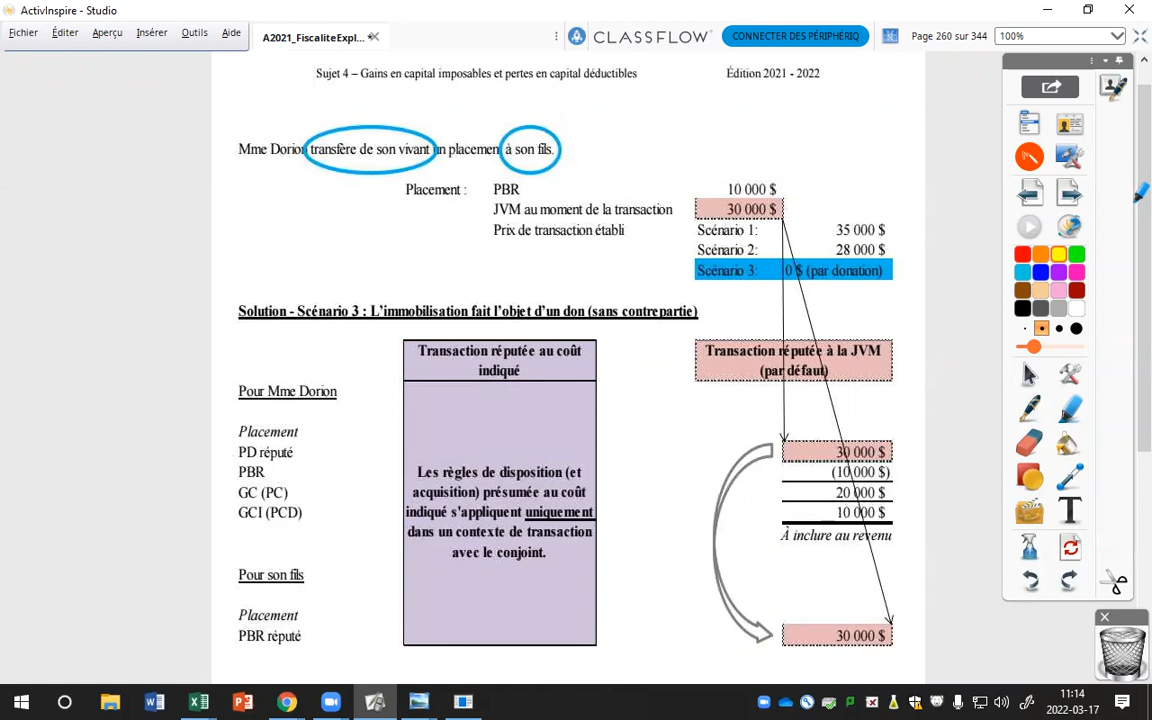 ActivInspire - Studio
Fichier Éditer Aperçu Insérer Outils Aide
A2021_FiscaliteExpl...
CLASSFLOW
CONNECTER DES PÉRIPHÉRIQ
Page 260 sur 344
100%
Sujet 4 – Gains en capital imposables et pertes en capital déductibles Édition 2021 - 2022
Mme Dorion transfère de son vivant un placement à son fils.
Placement : PBR 10 000 $
JVM au moment de la transaction 30 000 $
Prix de transaction établi Scénario 1: 35 000 $
Scénario 2: 28 000 $
Scénario 3: 0 $ (par donation)
Solution - Scénario 3 : L’immobilisation fait l'objet d’un don (sans contrepartie)
Transaction réputée au coût
indiqué
Transaction réputée à la JVM
(par défaut)
Pour Mme Dorion
Placement
PD réputé 30 000 $
PBR (10 000 $)
GC (PC) 20 000 $
GCI (PCD) 10 000 $
À inclure au revenu
Les règles de disposition (et
acquisition) présumée au coût
indiqué s'appliquent uniquement
dans un contexte de transaction
avec le conjoint.
Pour son fils
Placement
PBR réputé 30 000 $
11:14
2022-03-17